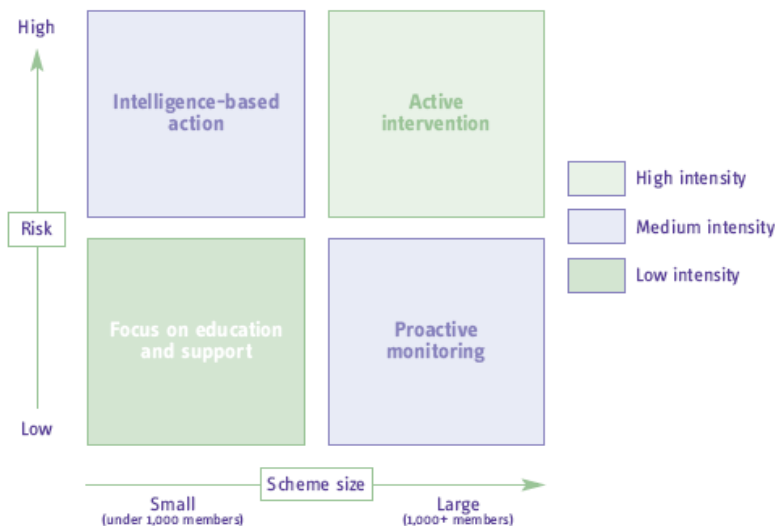 High
Intelligence-based
action
Active
intervention
High intensity
Medium intensity
Low intensity
Risk
Focus on education
and support
Proactive
monitoring
Low
Scheme size
Small
(under 1,000 members)
Large
(1,000+ members)